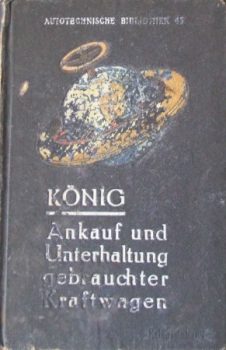 AUTOTECHNISCHE BIBLIOTHEK 65
KÖNIG
Ankauf und
Unterhaltung
gebrauchter
Kraftwagen